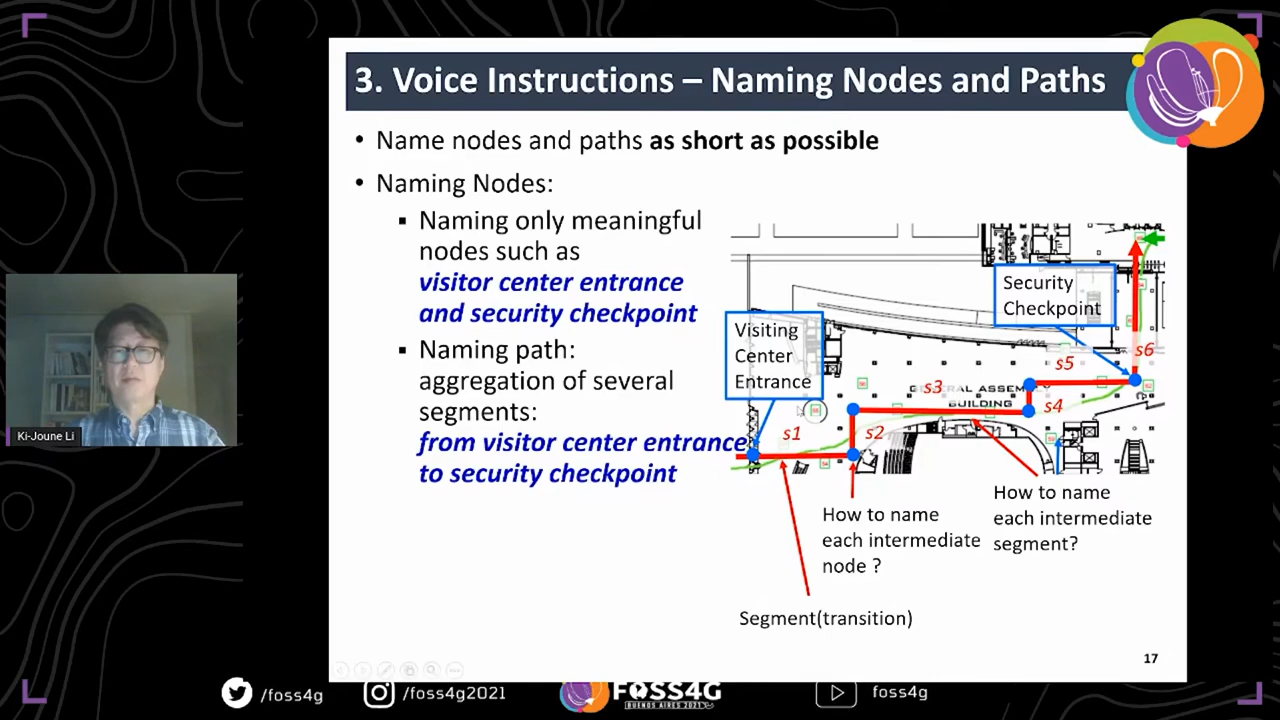 3. Voice Instructions – Naming Nodes and Paths
• Name nodes and paths as short as possible
• Naming Nodes:
▪ Naming only meaningful
nodes such as
visitor center entrance
and security checkpoint
▪ Naming path:
aggregation of several
segments:
from visitor center entrance
to security checkpoint
Security
Checkpoint
Visiting
Center
Entrance
s6
s5
s3
GENERAL ASSEMBLY
BUILDING
s4
s1
s2
How to name
each intermediate
node ?
How to name
each intermediate
segment?
Segment(transition)
17
Ki-Joune Li
/foss4g
/foss4g2021
FOSS4G
BUENOS AIRES 2021
foss4g